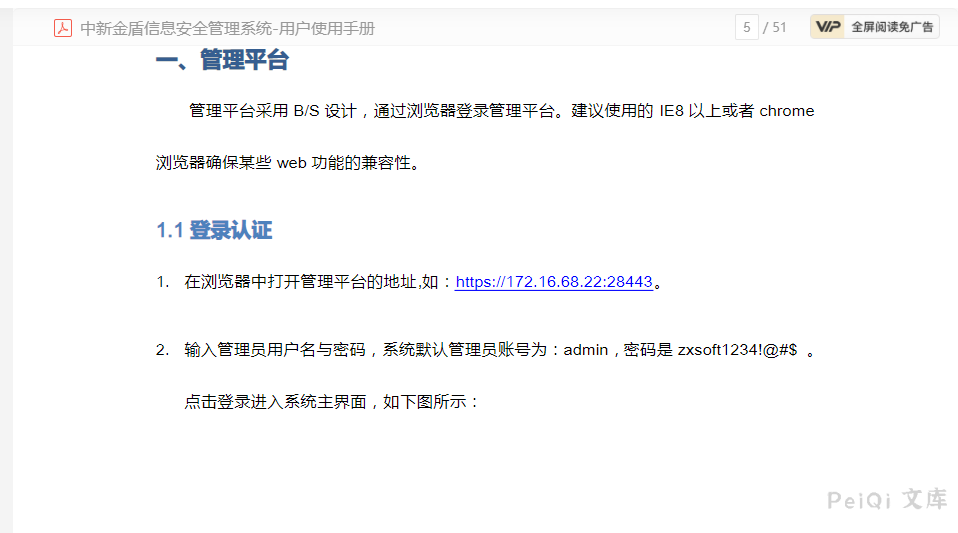 中新金盾信息安全管理系统-用户使用手册
5 / 51
VIP 全屏阅读免广告
一、管理平台
管理平台采用 B/S 设计，通过浏览器登录管理平台。建议使用的 IE8 以上或者 chrome
浏览器确保某些 web 功能的兼容性。
1.1 登录认证
1. 在浏览器中打开管理平台的地址,如：https://172.16.68.22:28443。
2. 输入管理员用户名与密码，系统默认管理员账号为：admin，密码是 zxsoft1234!@#$ 。
点击登录进入系统主界面，如下图所示：
PeiQi 文库